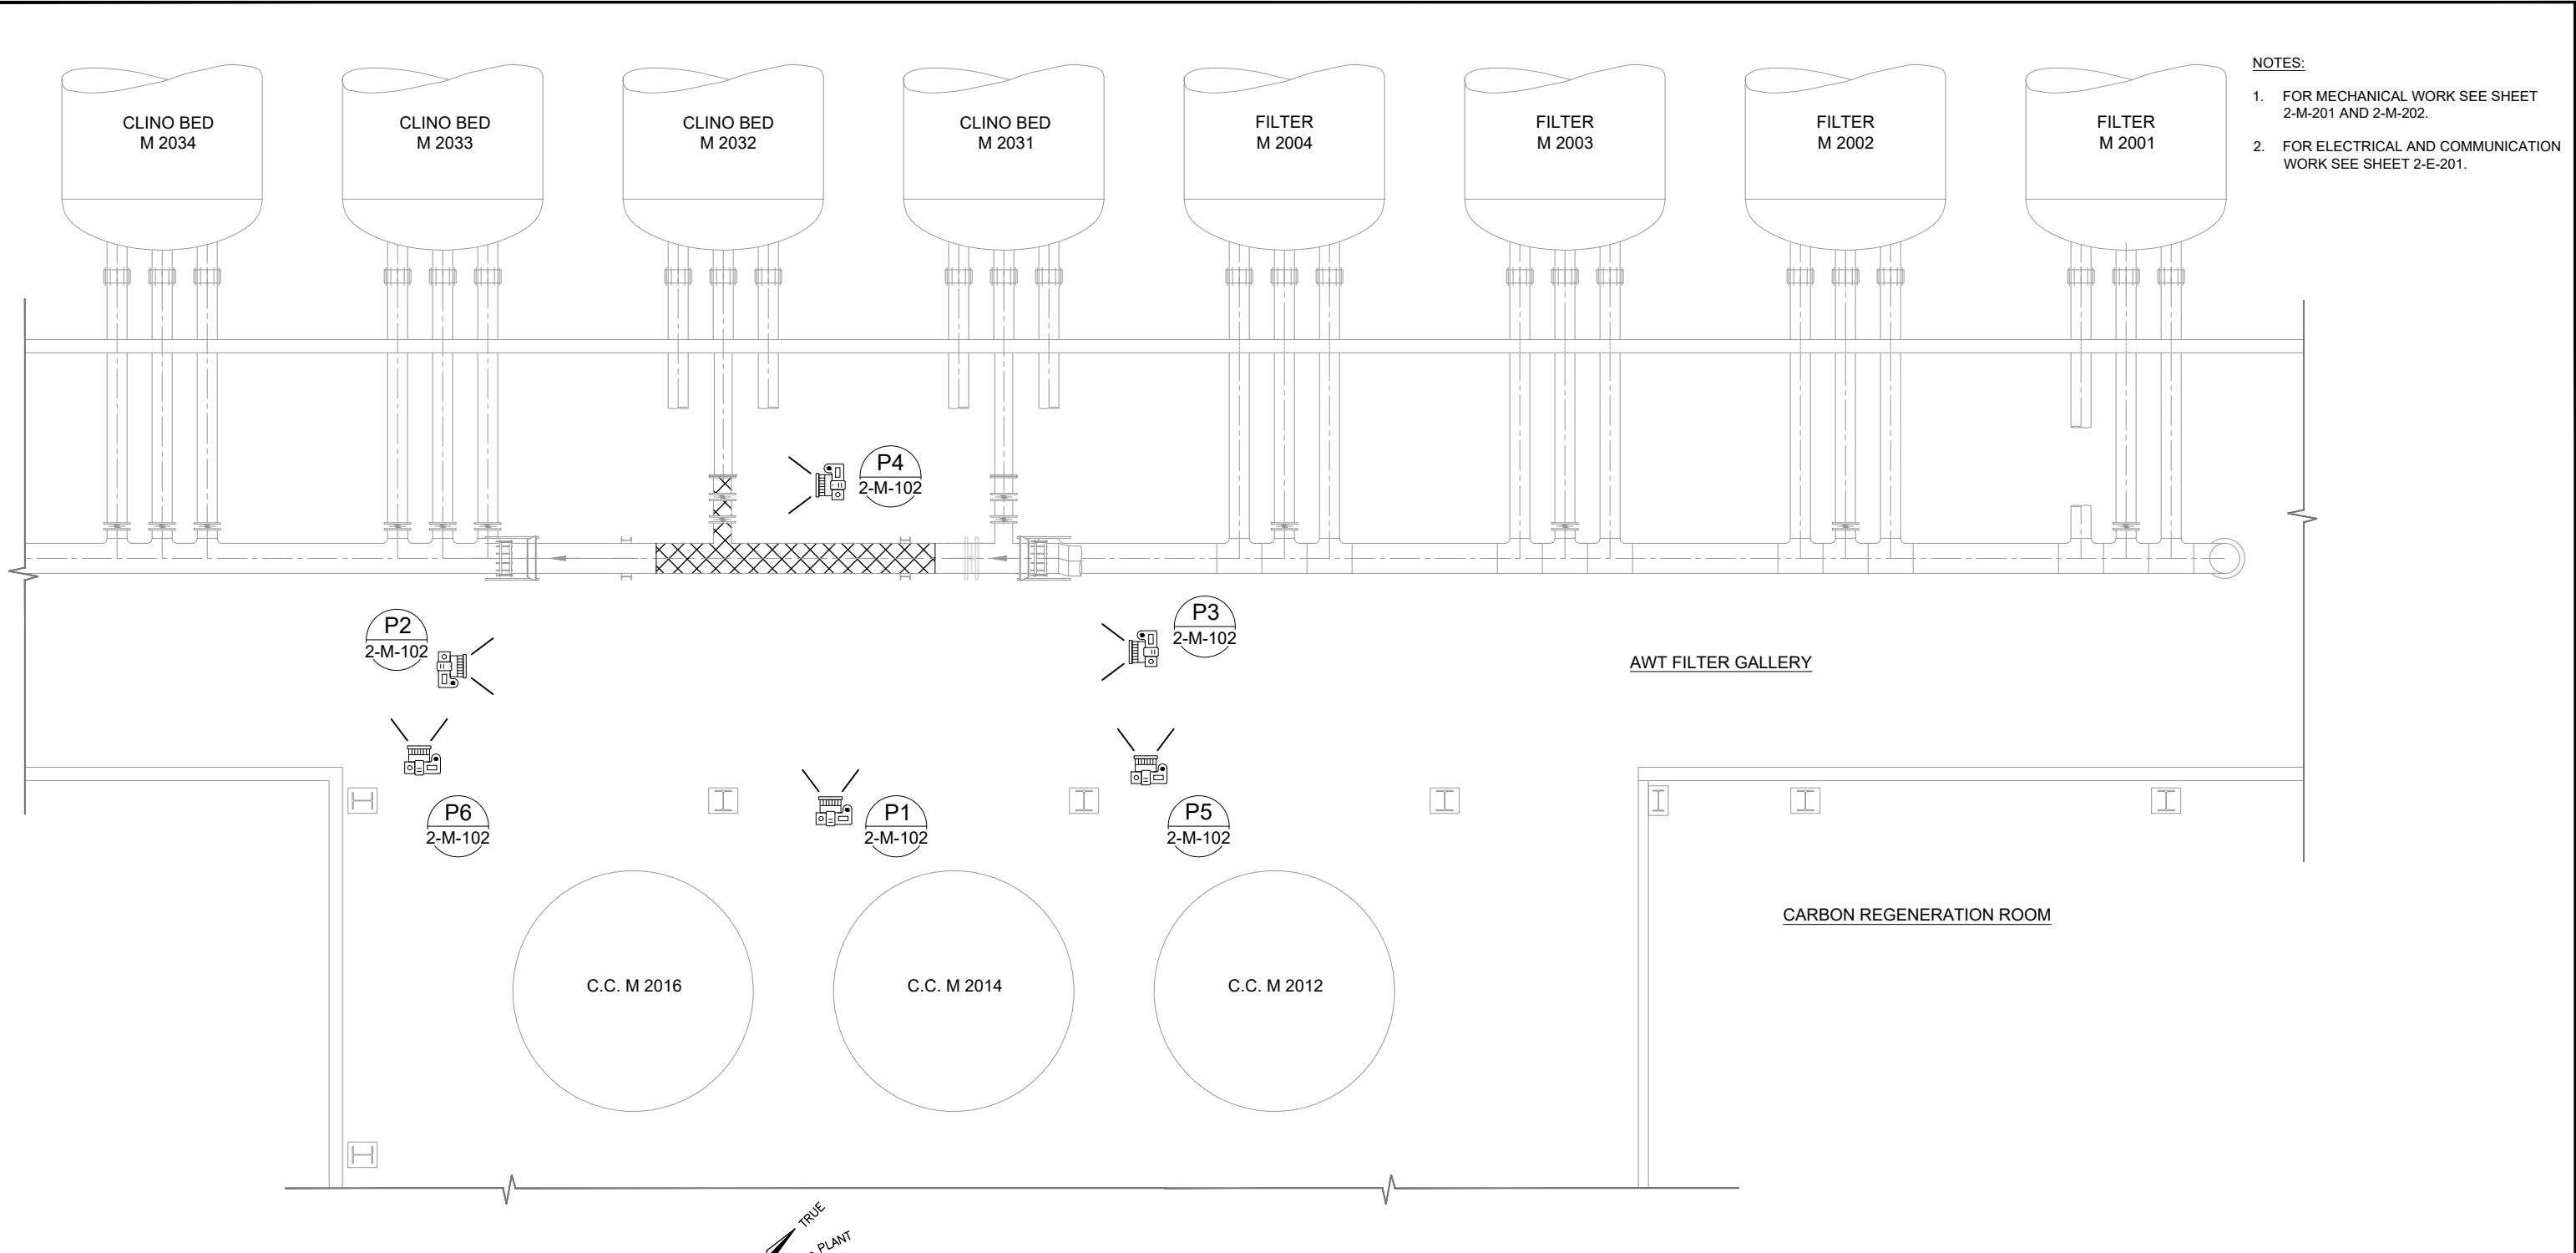 CLINO BED
M 2034
CLINO BED
M 2033
CLINO BED
M 2032
CLINO BED
M 2031
FILTER
M 2004
FILTER
M 2003
FILTER
M 2002
FILTER
M 2001
NOTES:
1. FOR MECHANICAL WORK SEE SHEET
2-M-201 AND 2-M-202.
2. FOR ELECTRICAL AND COMMUNICATION
WORK SEE SHEET 2-E-201.
P4
2-M-102
P2
2-M-102
P3
2-M-102
AWT FILTER GALLERY
P6
2-M-102
P1
2-M-102
P5
2-M-102
CARBON REGENERATION ROOM
C.C. M 2016
C.C. M 2014
C.C. M 2012
TRUE
PLANT